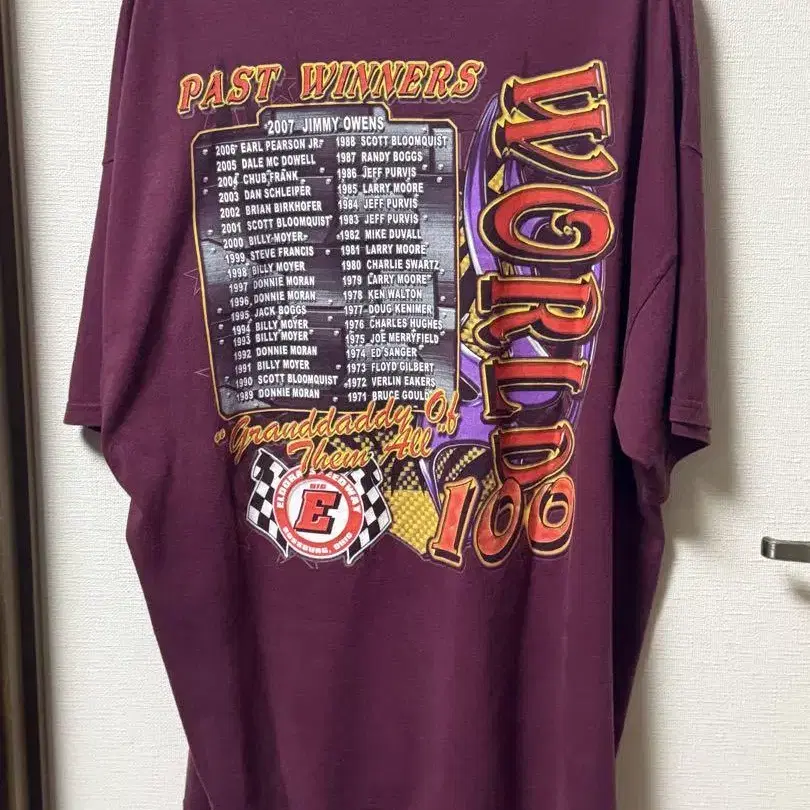 PAST WINNERS
2007 JIMMY OWENS
2006 EARL PEARSON JR.
2005 DALE MC DOWELL
2004 CHUB FRANK
2003 DAN SCHLEIPER
2002 BRIAN BIRKHOFER
2001 SCOTT BLOOMQUIST
2000 BILLY MOYER
1999 STEVE FRANCIS
1998 BILLY MOYER
1997 DONNIE MORAN
1996 DONNIE MORAN
1995 JACK BOGGS
1994 BILLY MOYER
1993 BILLY MOYER
1992 DONNIE MORAN
1991 BILLY MOYER
1990 SCOTT BLOOMQUIST
1989 DONNIE MORAN
1988 SCOTT BLOOMQUIST
1987 RANDY BOGGS
1986 JEFF PURVIS
1985 LARRY MOORE
1984 JEFF PURVIS
1983 JEFF PURVIS
1982 MIKE DUVALL
1981 LARRY MOORE
1980 CHARLIE SWARTZ
1979 LARRY MOORE
1978 KEN WALTON
1977 DOUG KENIMER
1976 CHARLES HUGHES
1975 JOE MERRYFIELD
1974 ED SANGER
1973 FLOYD GILBERT
1972 VERLIN EAKERS
1971 BRUCE GOULD
WORLD
100
"Granddaddy Of
Them All"
ELDORA SPEEDWAY
BIG
E
ROSSBURG, OHIO